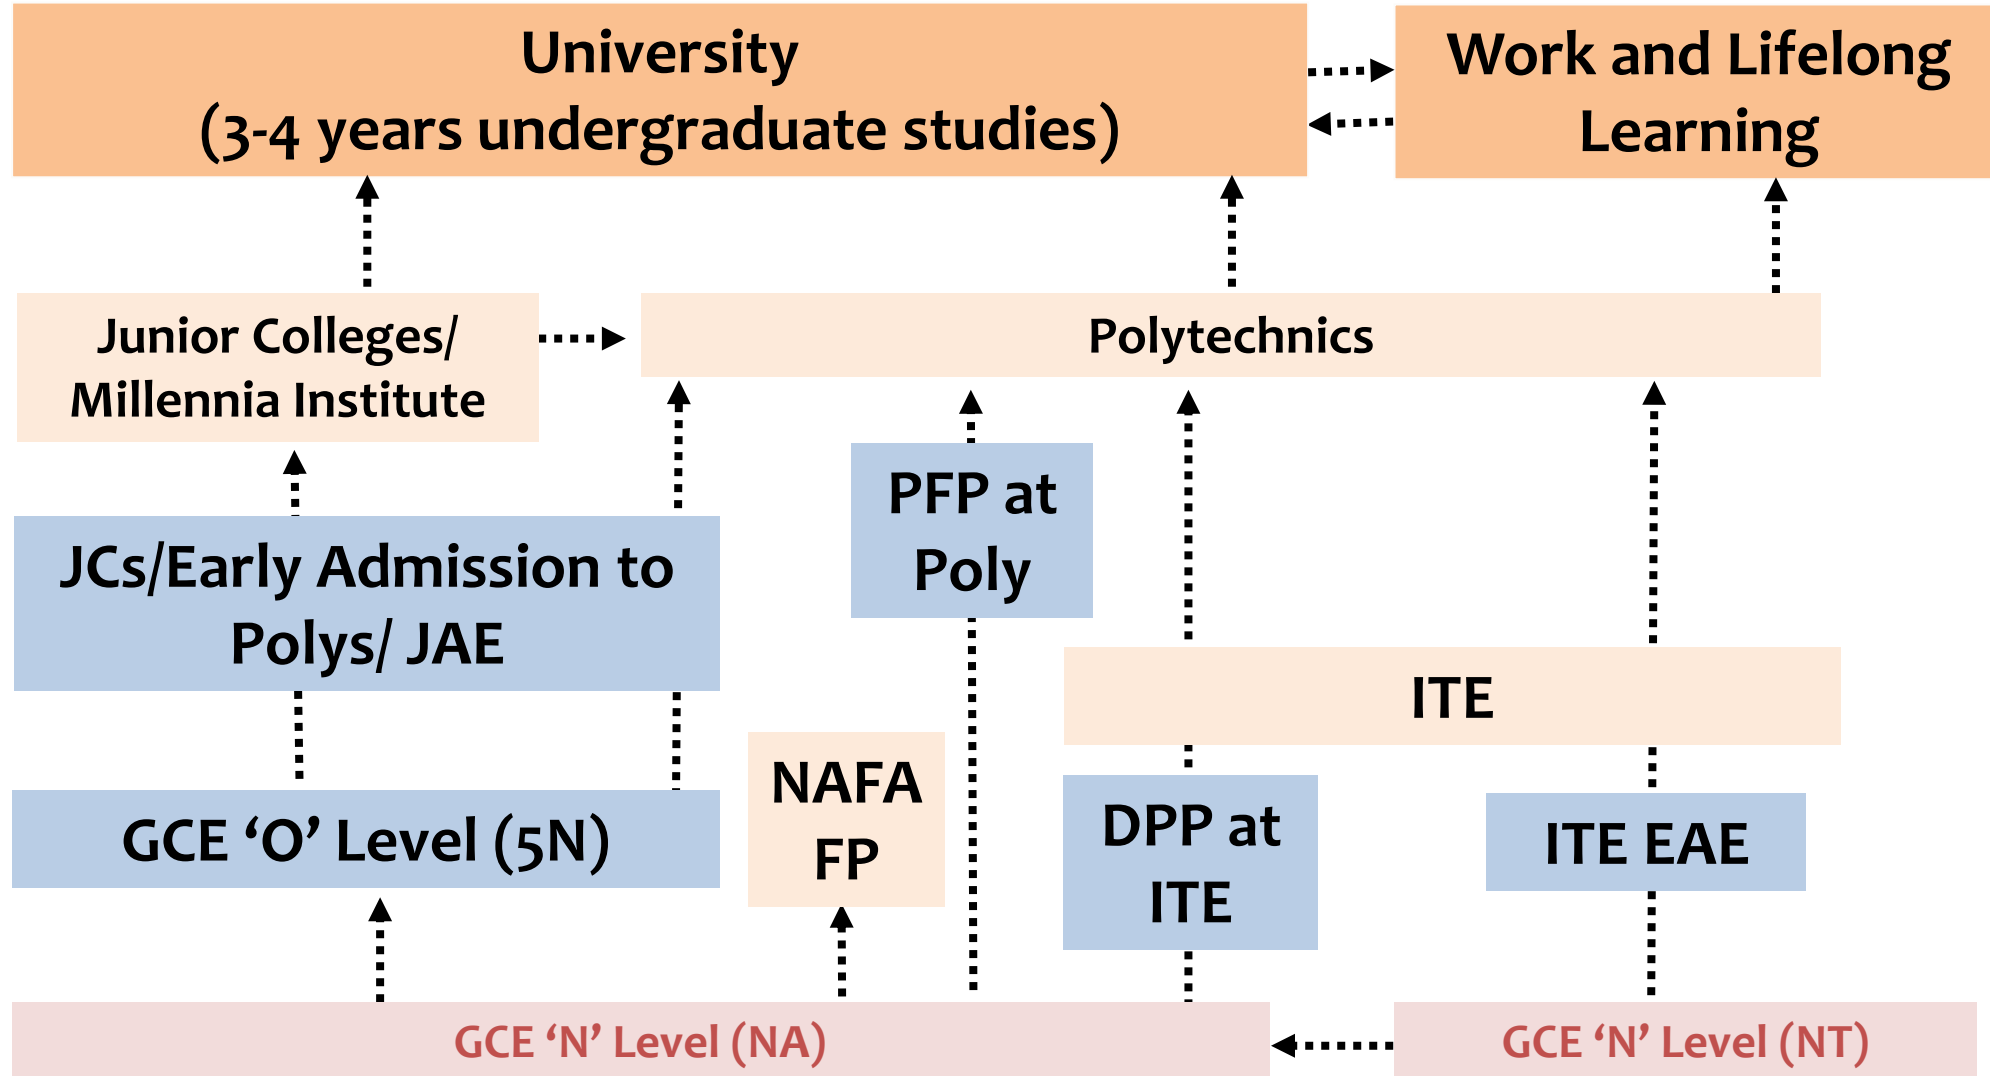 University
(3-4 years undergraduate studies)
Work and Lifelong
Learning
Junior Colleges/
Millennia Institute
Polytechnics
PFP at
Poly
JCs/Early Admission to
Polys/ JAE
ITE
NAFA
FP
DPP at
ITE
GCE ‘O’ Level (5N)
ITE EAE
GCE ‘N’ Level (NA)
GCE ‘N’ Level (NT)